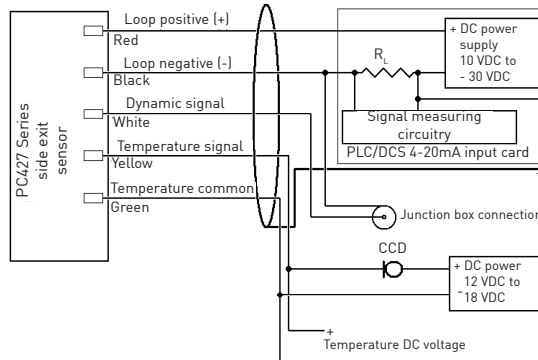 PC427 Series
side exit
sensor
Loop positive (+)
Red
Loop negative (-)
Black
Dynamic signal
White
Temperature signal
Yellow
Temperature common
Green
+ DC power
supply
10 VDC to
- 30 VDC
RL
Signal measuring
circuitry
PLC/DCS 4-20mA input card
Junction box connection
CCD
+ DC power
12 VDC to
- 18 VDC
+
Temperature DC voltage